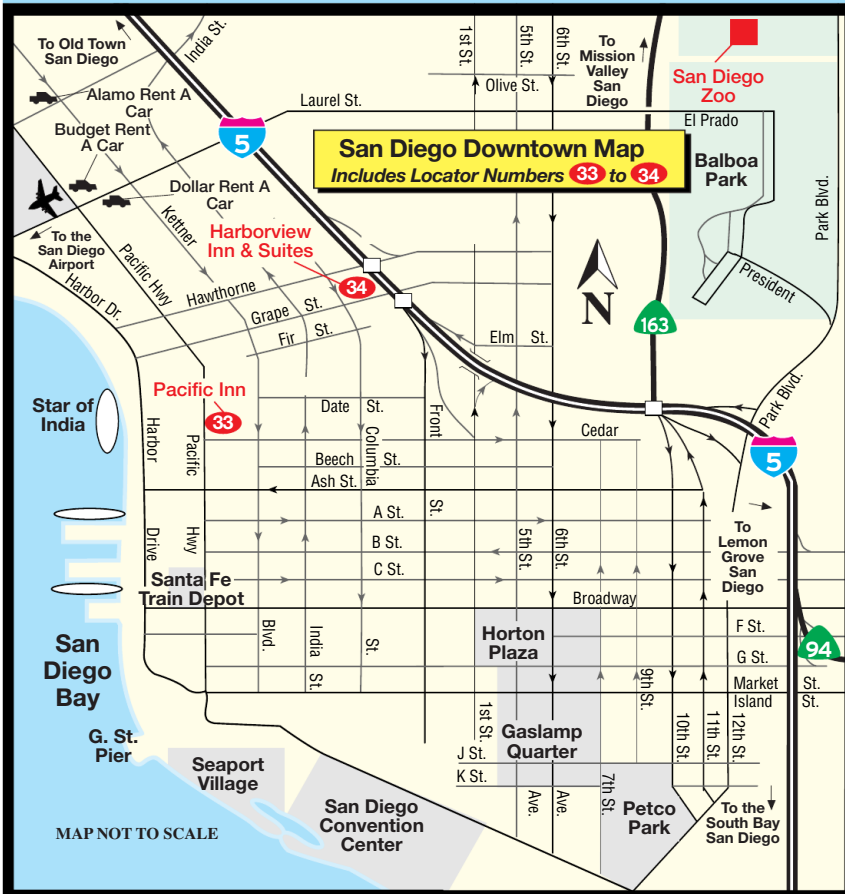 To Old Town
San Diego
India St.
1st St.
5th St.
6th St.
To
Mission
Valley
San
Diego
San Diego
Zoo
Alamo Rent A
Car
Laurel St.
Olive St.
El Prado
Budget Rent
A Car
5
San Diego Downtown Map
Includes Locator Numbers 33 to 34
Balboa
Park
Park Blvd.
Dollar Rent A
Car
Kettner
Harborview
Inn & Suites
To the
San Diego
Airport
Pacific Hwy
Harbor Dr.
Hawthorne
34
President
N
163
Grape St.
Fir St.
Elm St.
Pacific Inn
33
Star of
India
Date St.
Front
Park Blvd.
Harbor
Pacific
Columbia
Cedar
5
Beech St.
Ash St.
St.
A St.
Drive
Hwy
B St.
5th St.
6th St.
To
Lemon
Grove
San
Diego
C St.
Santa Fe
Train Depot
Broadway
San
Diego
Bay
Blvd.
India
St.
St.
Horton
Plaza
F St.
94
G St.
9th St.
Market St.
Island St.
1st St.
10th St.
11th St.
12th St.
G. St.
Pier
Gaslamp
Quarter
J St.
K St.
Seaport
Village
7th St.
Ave.
Ave.
San Diego
Convention
Center
Petco
Park
To the
South Bay
San Diego
MAP NOT TO SCALE